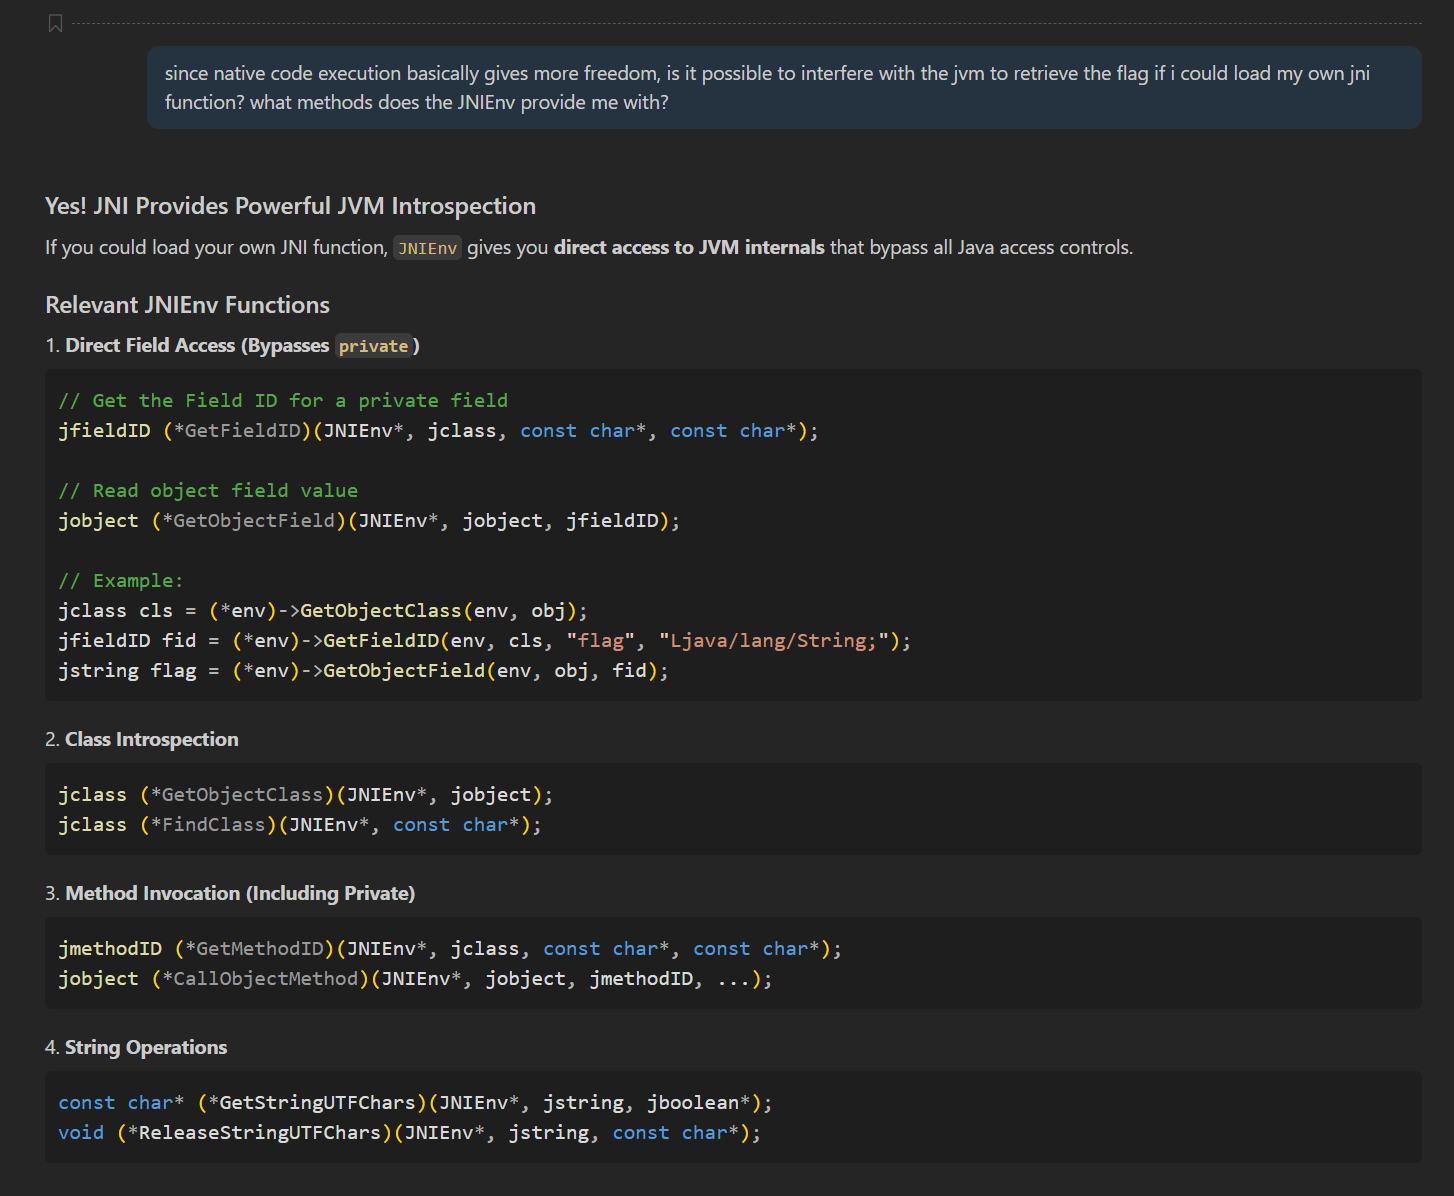 since native code execution basically gives more freedom, is it possible to interfere with the jvm to retrieve the flag if i could load my own jni
function? what methods does the JNIEnv provide me with?
Yes! JNI Provides Powerful JVM Introspection
If you could load your own JNI function, JNIEnv gives you direct access to JVM internals that bypass all Java access controls.
Relevant JNIEnv Functions
1. Direct Field Access (Bypasses private)
// Get the Field ID for a private field
jfieldID (*GetFieldID)(JNIEnv*, jclass, const char*, const char*);
// Read object field value
jobject (*GetObjectField)(JNIEnv*, jobject, jfieldID);
// Example:
jclass cls = (*env)->GetObjectClass(env, obj);
jfieldID fid = (*env)->GetFieldID(env, cls, "flag", "Ljava/lang/String;");
jstring flag = (*env)->GetObjectField(env, obj, fid);
2. Class Introspection
jclass (*GetObjectClass)(JNIEnv*, jobject);
jclass (*FindClass)(JNIEnv*, const char*);
3. Method Invocation (Including Private)
jmethodID (*GetMethodID)(JNIEnv*, jclass, const char*, const char*);
jobject (*CallObjectMethod)(JNIEnv*, jobject, jmethodID, ...);
4. String Operations
const char* (*GetStringUTFChars)(JNIEnv*, jstring, jboolean*);
void (*ReleaseStringUTFChars)(JNIEnv*, jstring, const char*);